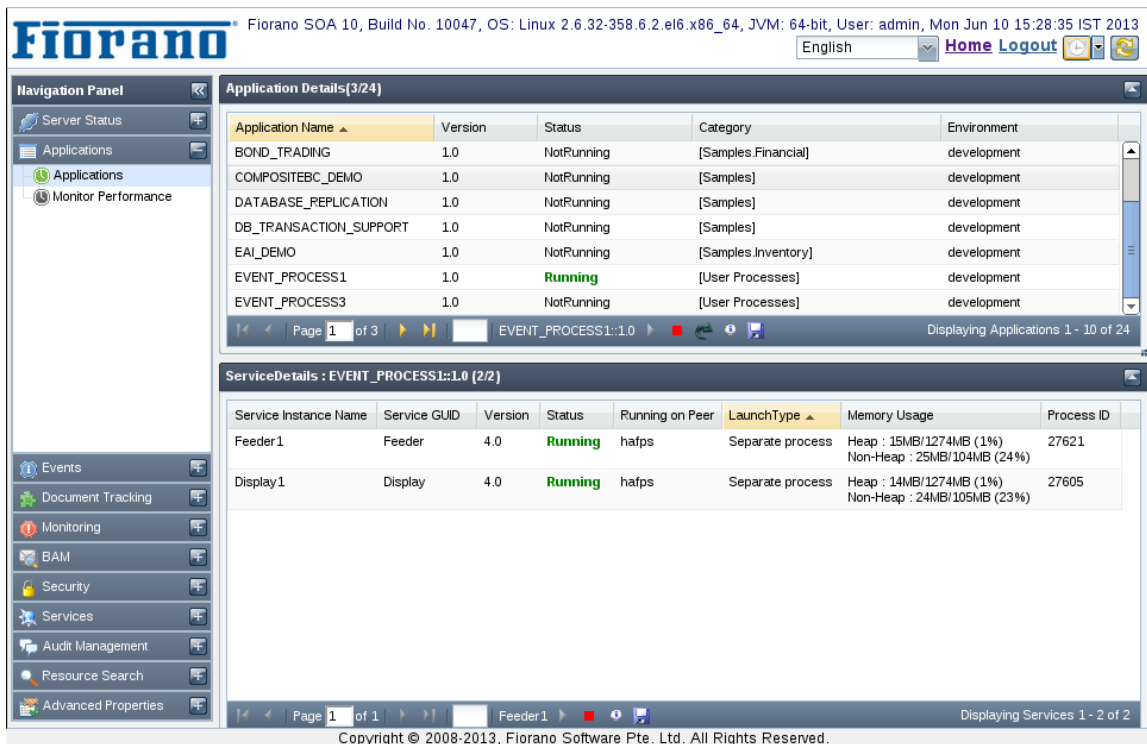 Fiorano
Fiorano SOA 10, Build No. 10047, OS: Linux 2.6.32-358.6.2.el6.x86_64, JVM: 64-bit, User: admin, Mon Jun 10 15:28:35 IST 2013
English Home Logout
Navigation Panel
Server Status
Applications
Applications
Monitor Performance
Events
Document Tracking
Monitoring
BAM
Security
Services
Audit Management
Resource Search
Advanced Properties
Application Details(3/24)
Application Name Version Status Category Environment
BOND_TRADING 1.0 NotRunning [Samples.Financial] development
COMPOSITEBC_DEMO 1.0 NotRunning [Samples] development
DATABASE_REPLICATION 1.0 NotRunning [Samples] development
DB_TRANSACTION_SUPPORT 1.0 NotRunning [Samples] development
EAI_DEMO 1.0 NotRunning [Samples.Inventory] development
EVENT_PROCESS1 1.0 Running [User Processes] development
EVENT_PROCESS3 1.0 NotRunning [User Processes] development
Page 1 of 3 EVENT_PROCESS1::1.0 Displaying Applications 1 - 10 of 24
ServiceDetails : EVENT_PROCESS1::1.0 (2/2)
Service Instance Name Service GUID Version Status Running on Peer LaunchType Memory Usage Process ID
Feeder1 Feeder 4.0 Running hafps Separate process Heap : 15MB/1274MB (1%) 27621
Non-Heap : 25MB/104MB (24%)
Display1 Display 4.0 Running hafps Separate process Heap : 14MB/1274MB (1%) 27605
Non-Heap : 24MB/105MB (23%)
Page 1 of 1 Feeder1 Displaying Services 1 - 2 of 2
Copyright © 2008-2013, Fiorano Software Pte. Ltd. All Rights Reserved.